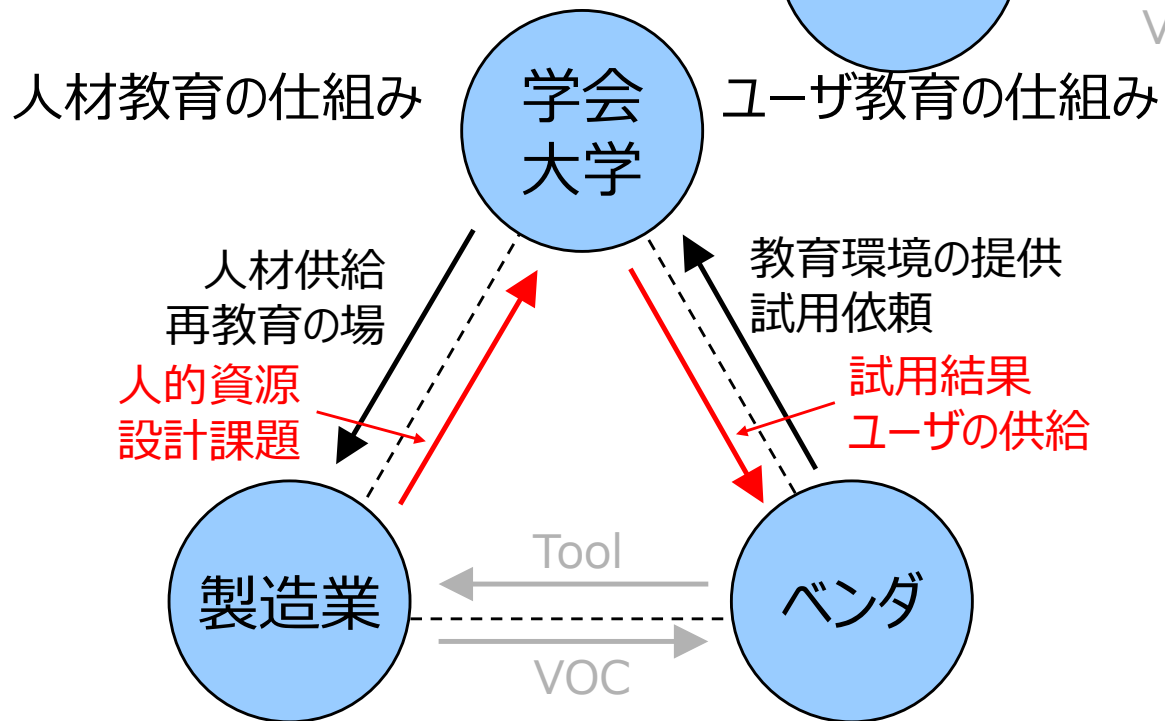 V
人材教育の仕組み
学会
大学
ユーザ教育の仕組み
人材供給
再教育の場
教育環境の提供
試用依頼
人的資源
設計課題
試用結果
ユーザの供給
Tool
製造業
ベンダ
VOC